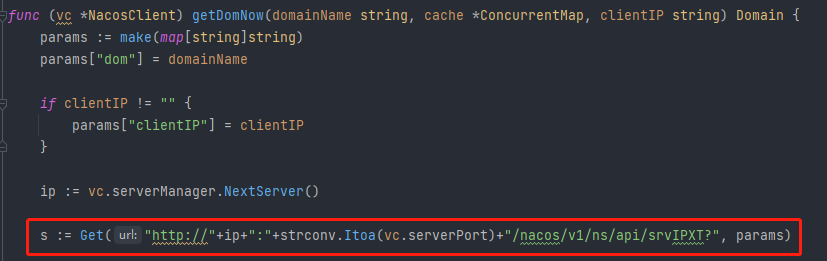 func (vc *NacosClient) getDomNow(domainName string, cache *ConcurrentMap, clientIP string) Domain {
params := make(map[string]string)
params["dom"] = domainName
if clientIP != "" {
params["clientIP"] = clientIP
}
ip := vc.serverManager.NextServer()
s := Get( url: "http://"+ip+":"+strconv.Itoa(vc.serverPort)+"/nacos/v1/ns/api/srvIPXT?", params)